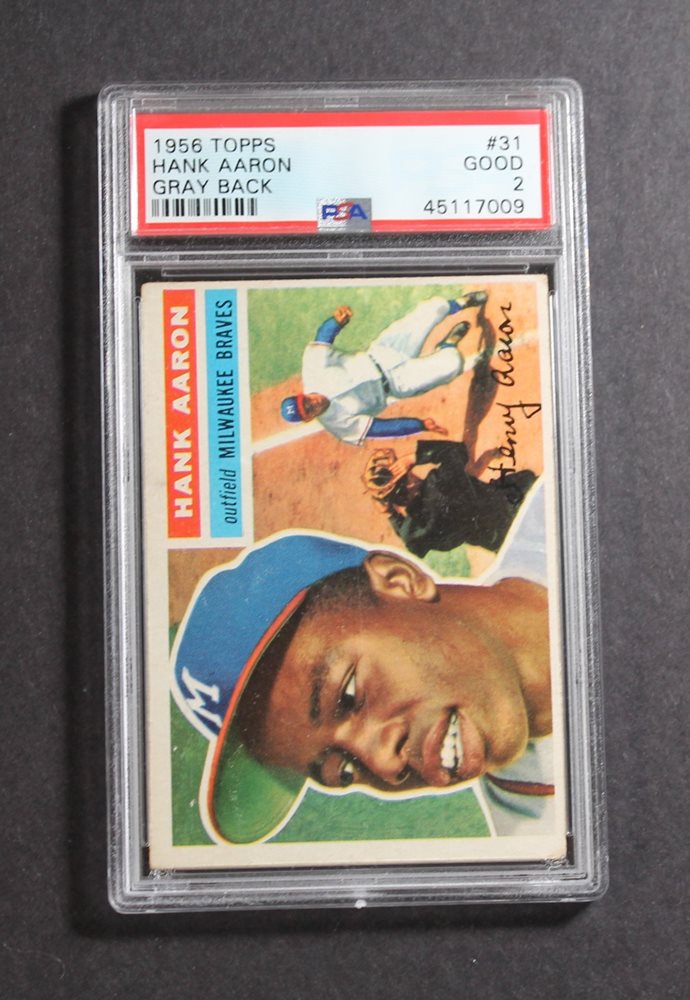 1956 TOPPS #31
HANK AARON GOOD
GRAY BACK 2
PSA 45117009
HANK AARON
outfield MILWAUKEE BRAVES
M
Henry Aaron
M